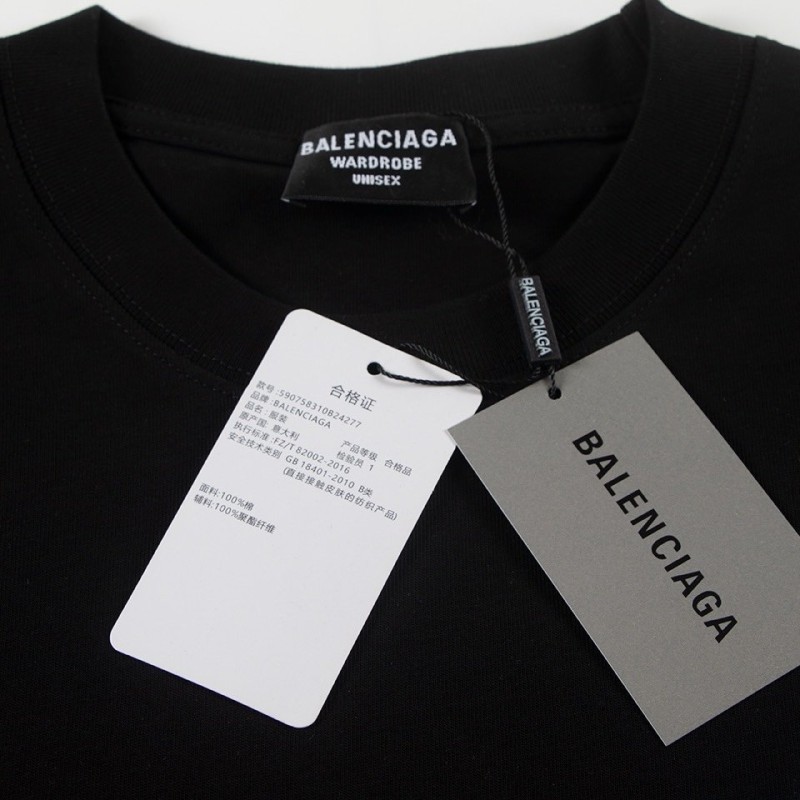 BALENCIAGA
WARDROBE
UNISEX
BALENCIAGA
合格证
款号:590758310B24277
品牌:BALENCIAGA
品名:服装
原产国:意大利 产品等级 合格品
执行标准:FZ/T 82002-2016 检验员 1
安全技术类别 GB 18401-2010 B类
(直接接触皮肤的纺织产品)
面料:100%棉
辅料:100%聚酯纤维
BALENCIAGA